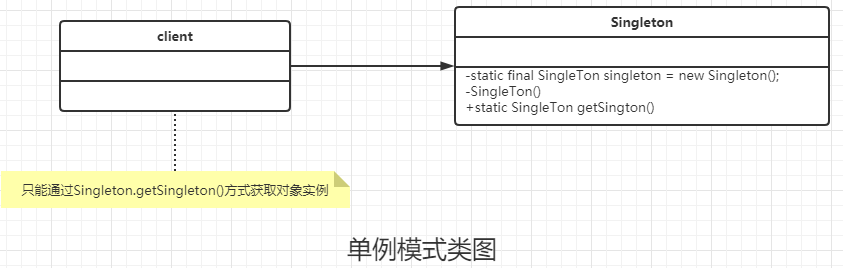 client
Singleton
-static final SingleTon singleton = new Singleton();
-SingleTon()
+static SingleTon getSington()
只能通过Singleton.getSingleton()方式获取对象实例
单例模式类图